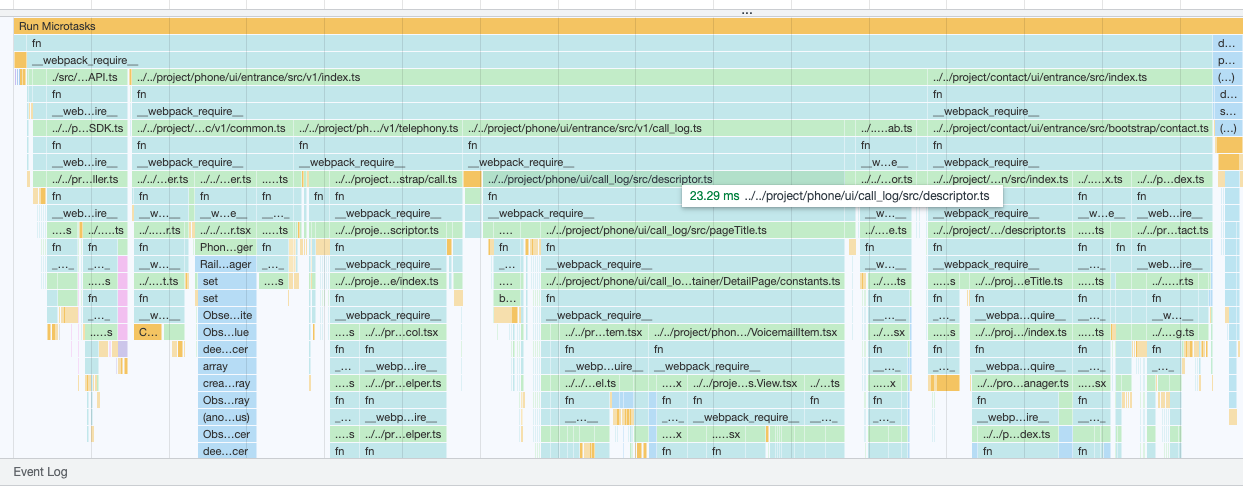 ...
Run Microtasks
fn d…
__webpack_require__ p…
./src/…API.ts ../../project/phone/ui/entrance/src/v1/index.ts ../../project/contact/ui/entrance/src/index.ts (…)
fn fn fn d…
__web…ire__ __webpack_require__ __webpack_require__ s…
../../p…SDK.ts ../../project/…c/v1/common.ts ../../project/ph…/v1/telephony.ts ../../project/phone/ui/entrance/src/v1/call_log.ts ../.…ab.ts ../../project/contact/ui/entrance/src/bootstrap/contact.ts (…)
fn fn fn fn fn fn
__web…ire__ __webpack_require__ __webpack_require__ __webpack_require__ __w…e__ __webpack_require__
../../pr…ller.ts ../../…er.ts ../../…er.ts ..…ts ../../project…strap/call.ts ../../project/phone/ui/call_log/src/descriptor.ts ../…or.ts ../../project/…n/src/index.ts ../.…x.ts ../../p…dex.ts
fn fn fn fn fn fn fn fn fn fn
23.29 ms ../../project/phone/ui/call_log/src/descriptor.ts
__web…ire__ __w…__ __w…e__ __…_ __webpack_require__ __webpack_require__ __w…__ __webpack_require__ __w…e__ __web…ire__
.…s ../.…ts ../…r.ts ../../…r.tsx ..…ts ../../proje…scriptor.ts …. ../../project/phone/ui/call_log/src/pageTitle.ts ../…e.ts ../../project/…/descriptor.ts ..…ts ../../pr…tact.ts
fn fn fn Phon…ger fn fn fn fn fn fn fn fn fn
_…_ _…_ __w…__ Rail…ager _…_ __webpack_require__ _… __webpack_require__ __w…__ __webpack_require__ __…_ __web…ire__
..…s ../…t.ts set ..…s ../../proje…e/index.ts …. ../../project/phone/ui/call_lo…tainer/DetailPage/constants.ts ../…ts ..…s ../../proj…eTitle.ts ..…ts ../../…r.ts
fn fn set fn b… fn fn fn fn fn fn
_…_ __w…__ Obse…ite __webpack_require__ __webpack_require__ __…_ _…_ __webpa…quire__ __…_ __w…__
..…s C… Obs…lue .…s ../../pr…col.tsx ../../pr…tem.tsx ../../project/phon…/VoicemailItem.tsx ../…sx ..…s ../../proj…/index.ts ..…ts ../.…g.ts
dee…cer fn fn fn fn fn fn fn fn
array _… __webp…ire__ __webp…uire__ __webpack_require__ __…_ __webpa…quire__ __…_
crea…ray .…s ../../pr…elper.ts ../../…el.ts ..…x ../../proje…s.View.tsx ../…ts ..…x ../../pro…anager.ts ..…sx
Obs…ray fn fn fn fn fn fn fn fn fn
(ano…us) _… __webp…ire__ __…__ _…_ __webpack_require__ __…_ __…_ __webp…ire__ __…_
Obs…cer .…s ../../pr…elper.ts ..…x ..…sx ../../p…dex.ts
dee…cer fn fn fn fn fn fn
Event Log